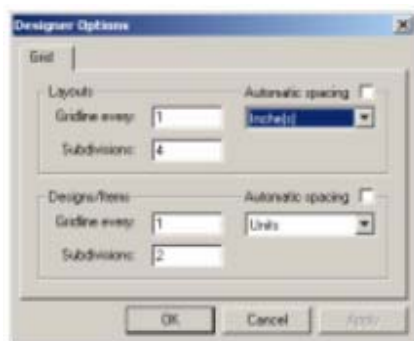 Designer Options
Grid
Layouts Automatic spacing
Gridline every: 1 Inche(s)
Subdivisions: 4
Designs/Items Automatic spacing
Gridline every: 1 Units
Subdivisions: 2
OK Cancel Apply